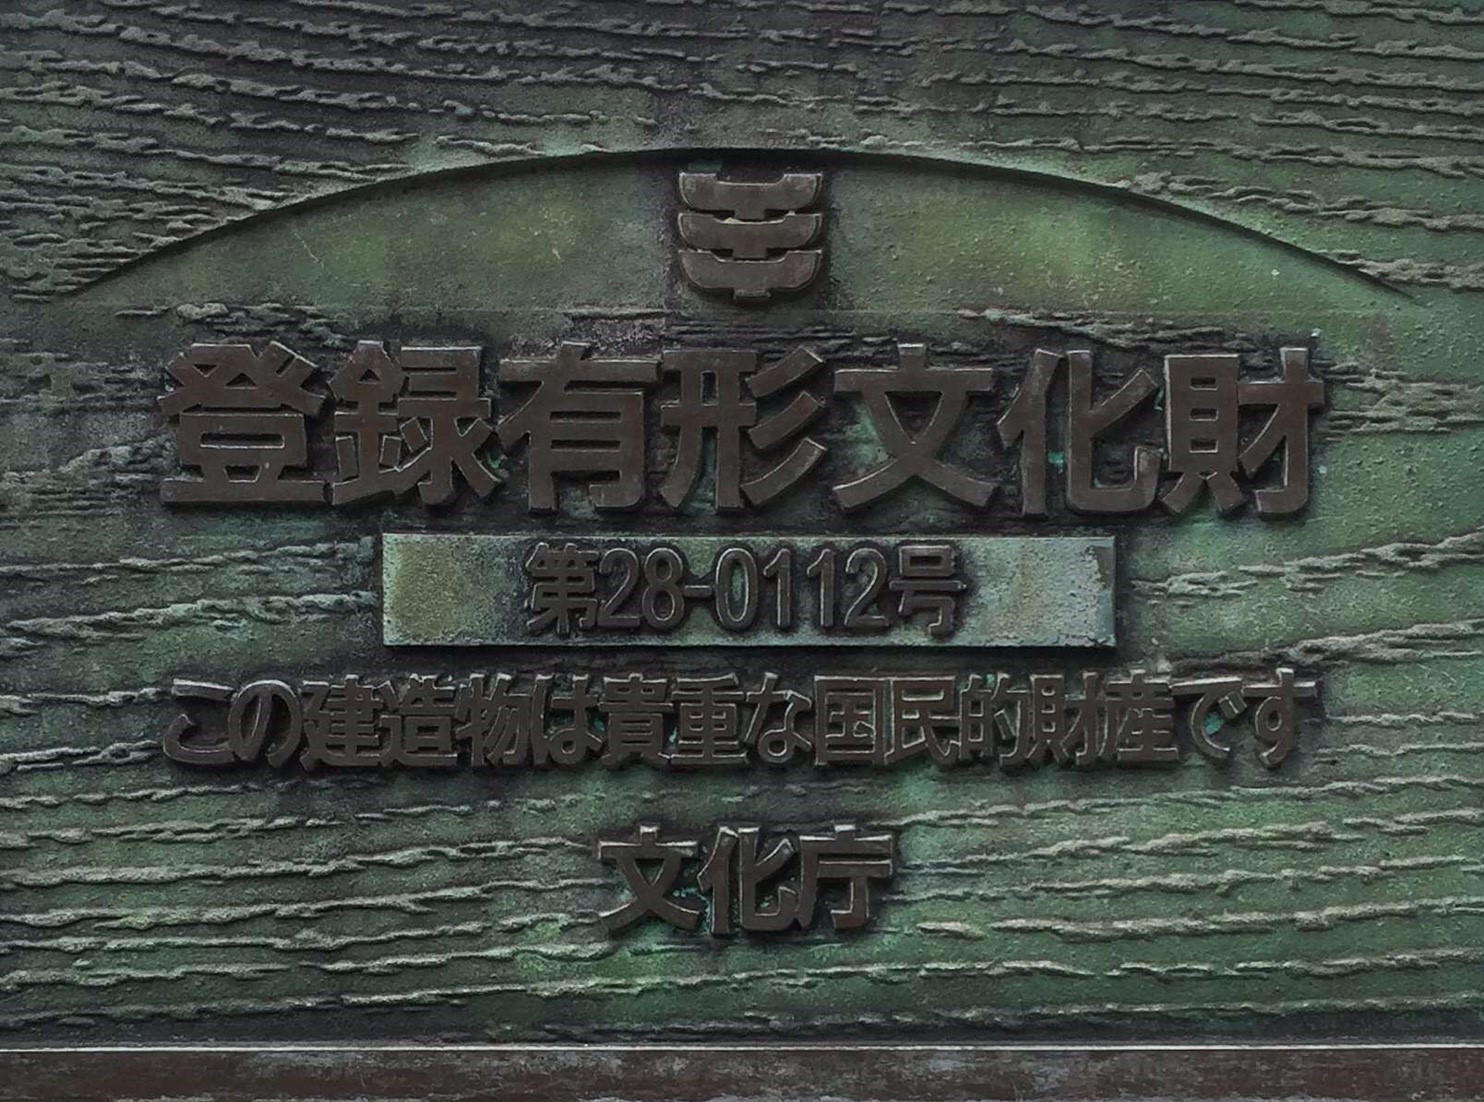 登録有形文化財
第28-0112号
この建造物は貴重な国民的財産です
文化庁